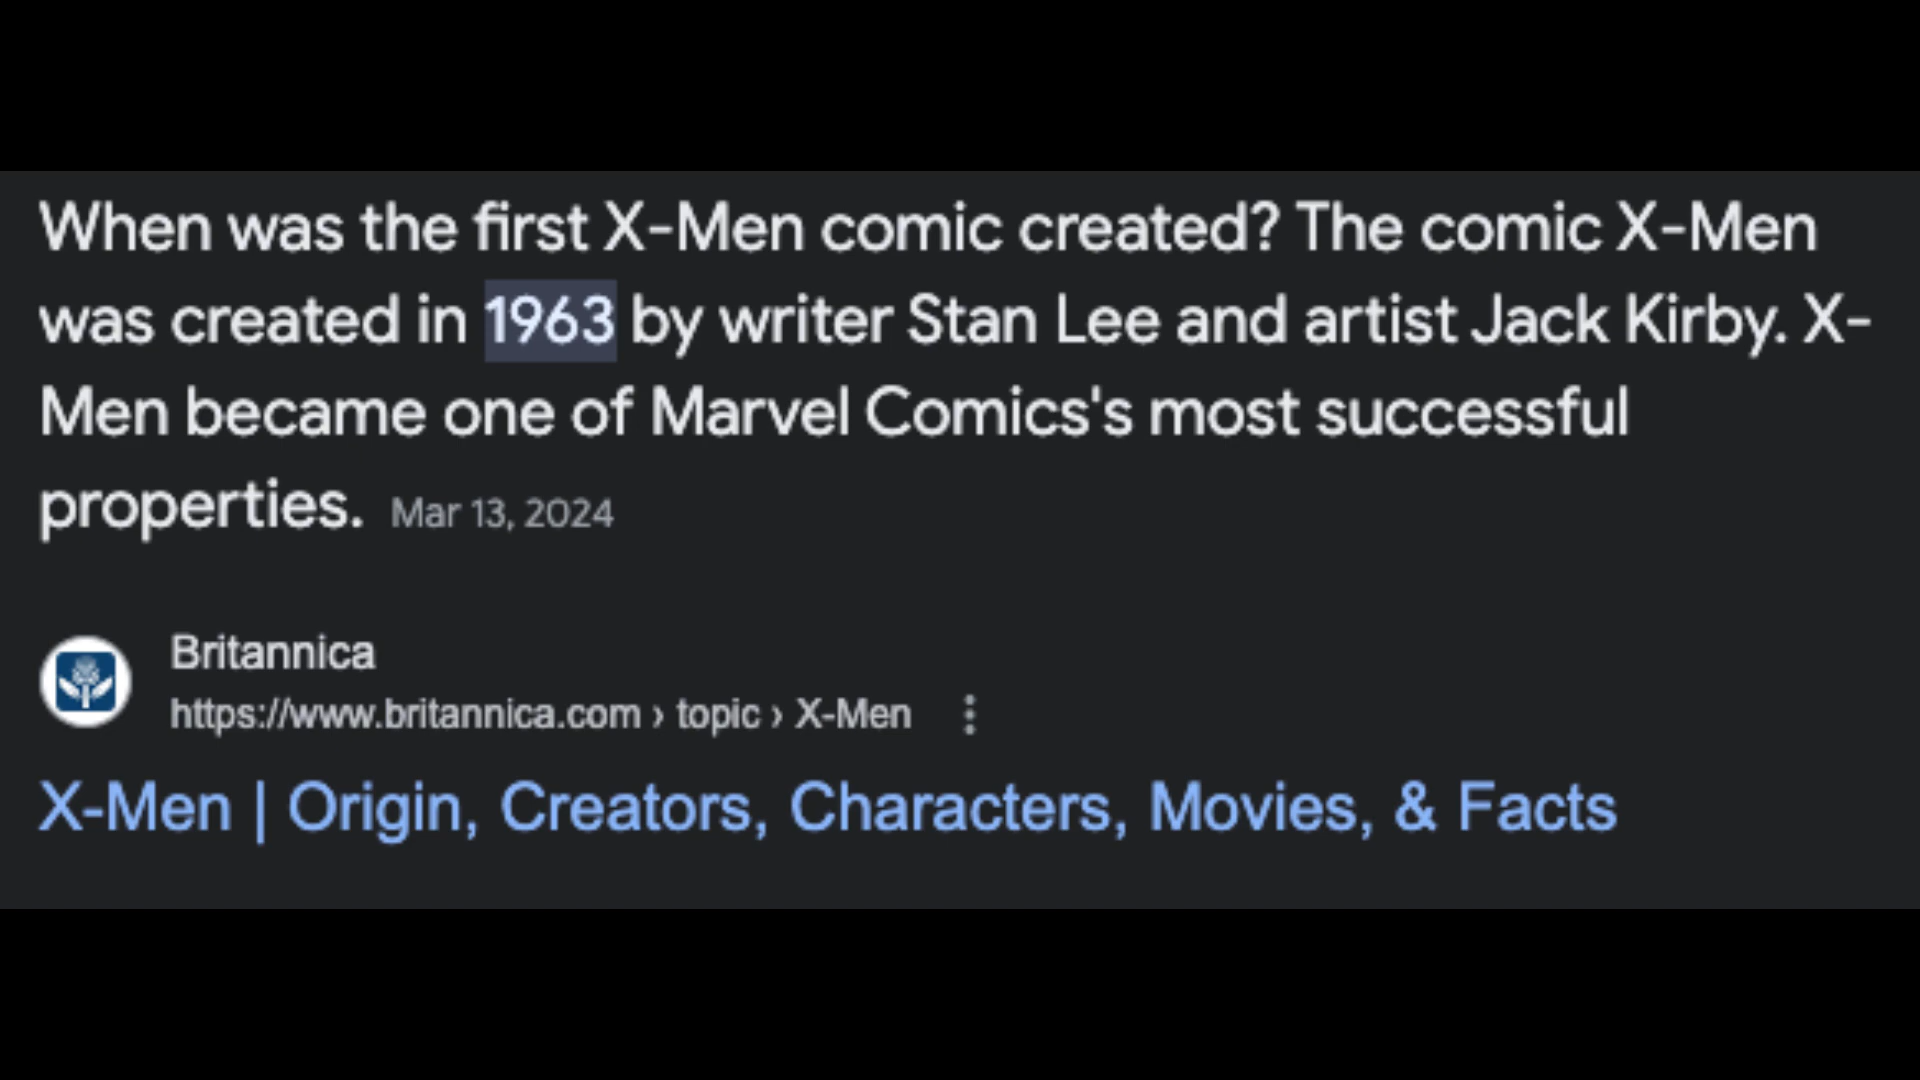 When was the first X-Men comic created? The comic X-Men
was created in 1963 by writer Stan Lee and artist Jack Kirby. X-
Men became one of Marvel Comics's most successful
properties. Mar 13, 2024
Britannica
https://www.britannica.com › topic › X-Men
X-Men | Origin, Creators, Characters, Movies, & Facts